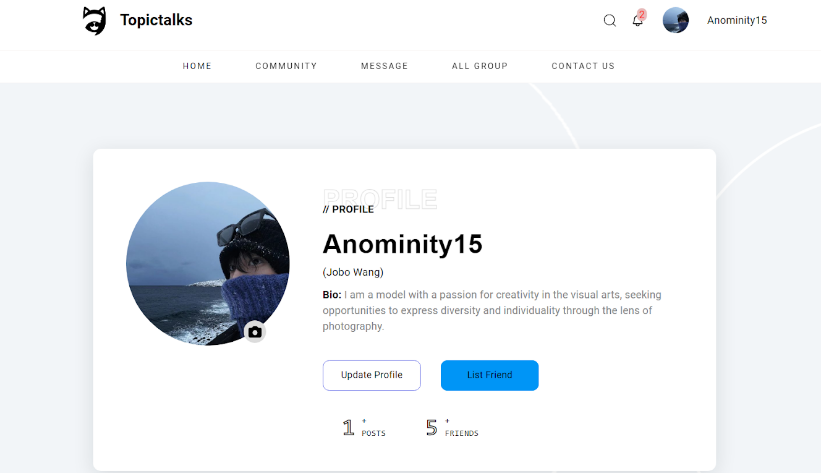 Topictalks
2
Anominity15
HOME COMMUNITY MESSAGE ALL GROUP CONTACT US
PROFILE
// PROFILE
Anominity15
(Jobo Wang)
Bio: I am a model with a passion for creativity in the visual arts, seeking
opportunities to express diversity and individuality through the lens of
photography.
Update Profile List Friend
1 + POSTS 5 + FRIENDS